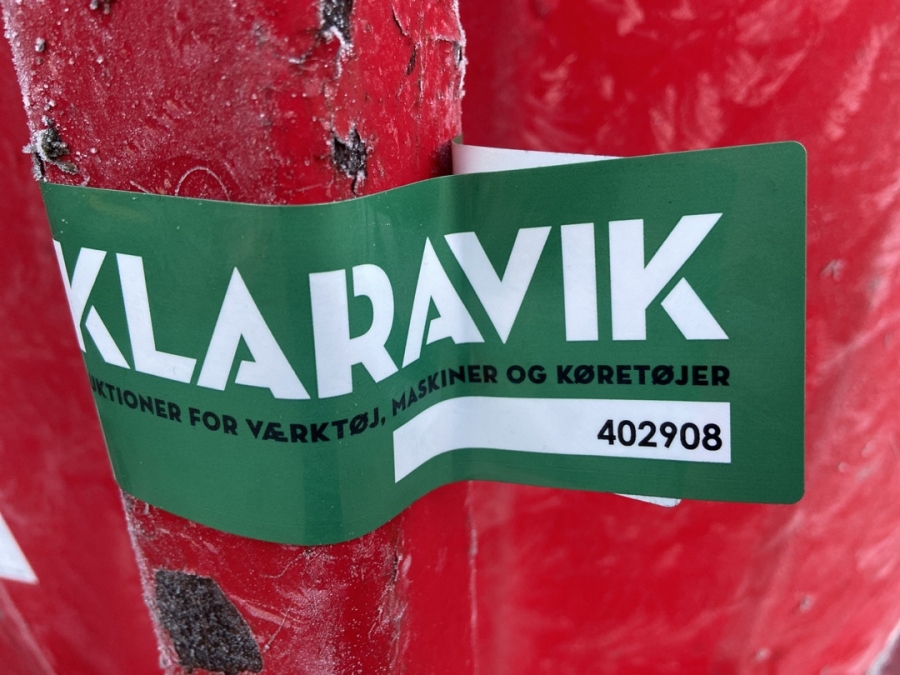 KLARAVIK
UKTIONER FOR VÆRKTØJ, MASKINER OG KØRETØJER
402908